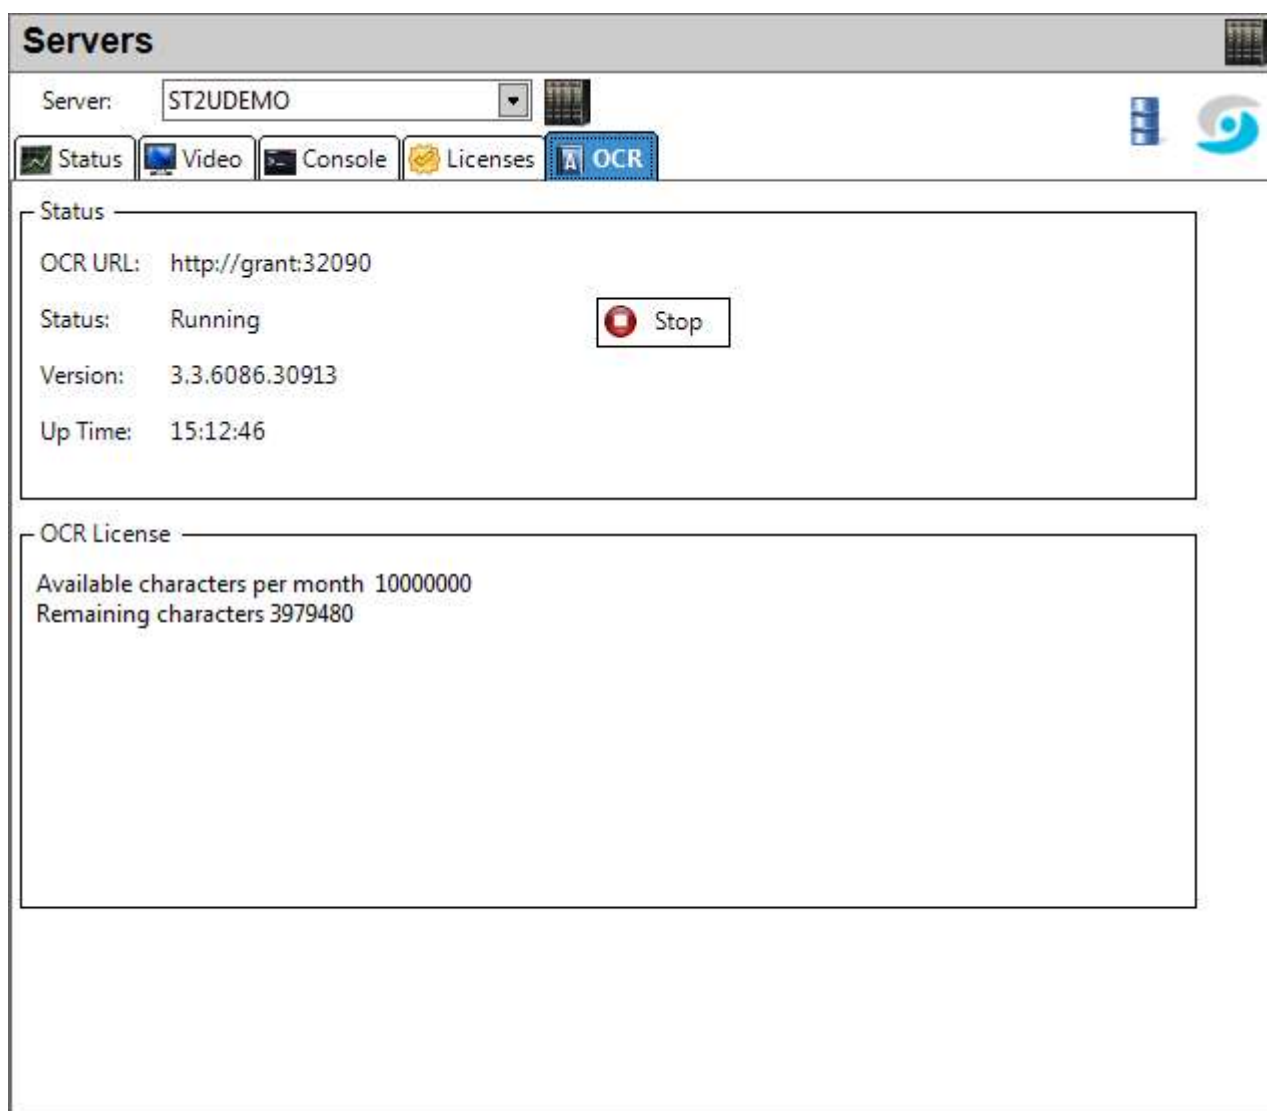 Servers
Server: ST2UDEMO
Status Video Console Licenses OCR
Status
OCR URL: http://grant:32090
Status: Running Stop
Version: 3.3.6086.30913
Up Time: 15:12:46
OCR License
Available characters per month 10000000
Remaining characters 3979480